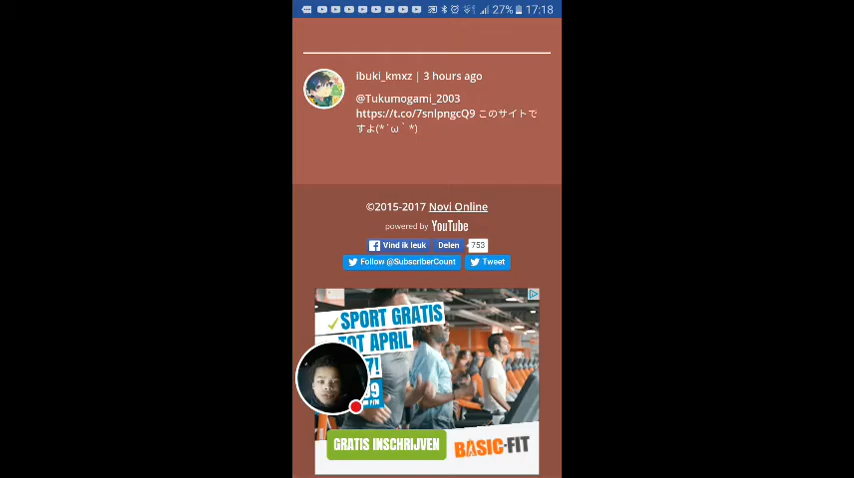 27% 17:18
ibuki_kmxz | 3 hours ago
@Tukumogami_2003
https://t.co/7snlpngcQ9 このサイトで
すよ(*´ω｀*)
©2015-2017 Novi Online
powered by YouTube
Vind ik leuk Delen 753
Follow @SubscriberCount Tweet
SPORT GRATIS
TOT APRIL
GRATIS INSCHRIJVEN BASIC-FIT